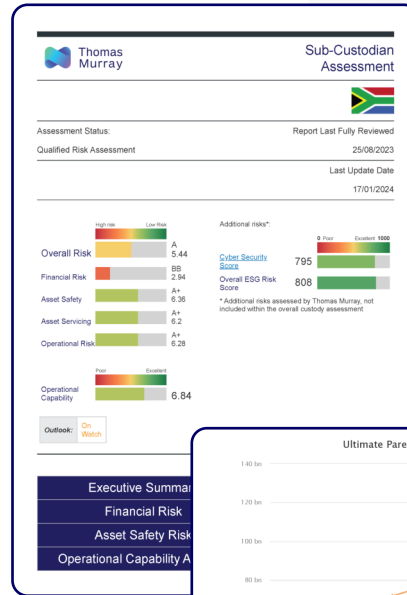 Thomas
Murray
Sub-Custodian
Assessment
Assessment Status:
Report Last Fully Reviewed
Qualified Risk Assessment
25/08/2023
Last Update Date
17/01/2024
High risk
Low Risk
Overall Risk
A
5.44
Financial Risk
BB
2.94
Asset Safety
A+
6.36
Asset Servicing
A+
6.2
Operational Risk
A+
6.28
Additional risks*:
0 Poor
Excellent 1000
Cyber Security
Score
795
Overall ESG Risk
Score
808
* Additional risks assessed by Thomas Murray, not
included within the overall custody assessment
Poor
Excellent
Operational
Capability
6.84
Outlook:
On
Watch
Executive Summar
Financial Risk
Asset Safety Risk
Operational Capability A
Ultimate Pare
140 bn
120 bn
100 bn
80 bn